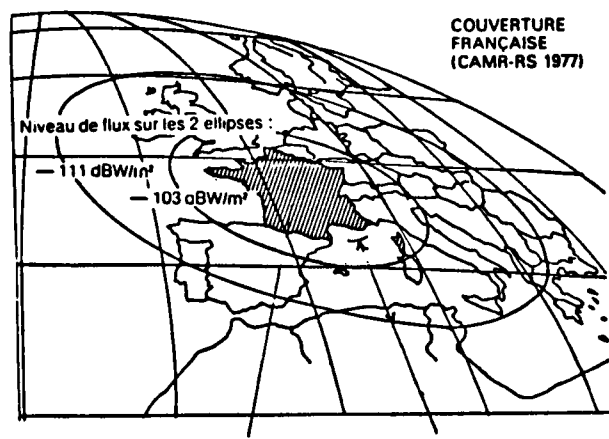 COUVERTURE
FRANÇAISE
(CAMR-RS 1977)
Niveau de flux sur les 2 ellipses :
— 111 dBW/m²
— 103 dBW/m²